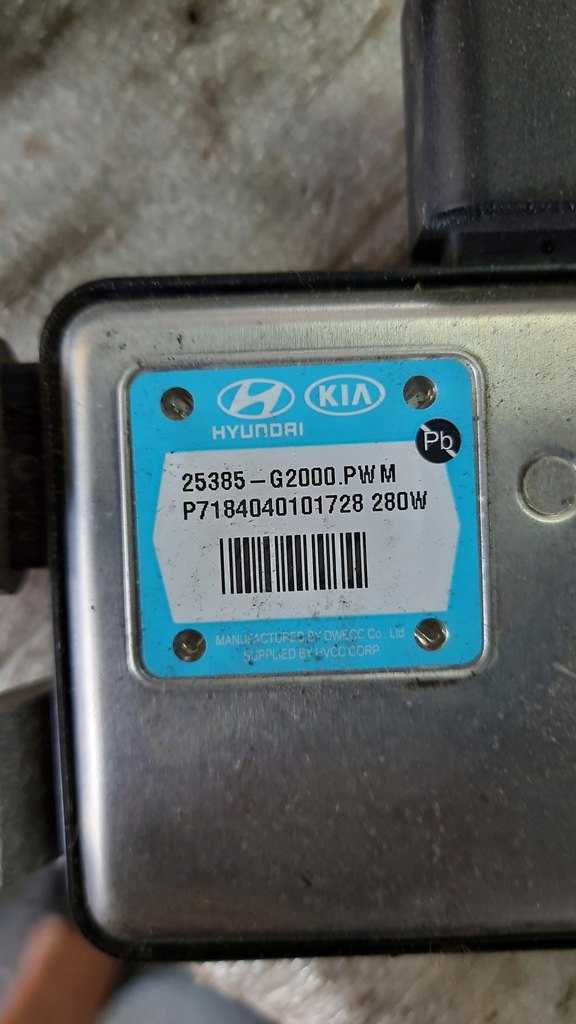 KIA
HYUNDAI
Pb
25385-G2000.PWM
P7184040101728 280W
MANUFACTURED BY DWECC Co. Ltd
SUPPLIED BY HVCC CORP